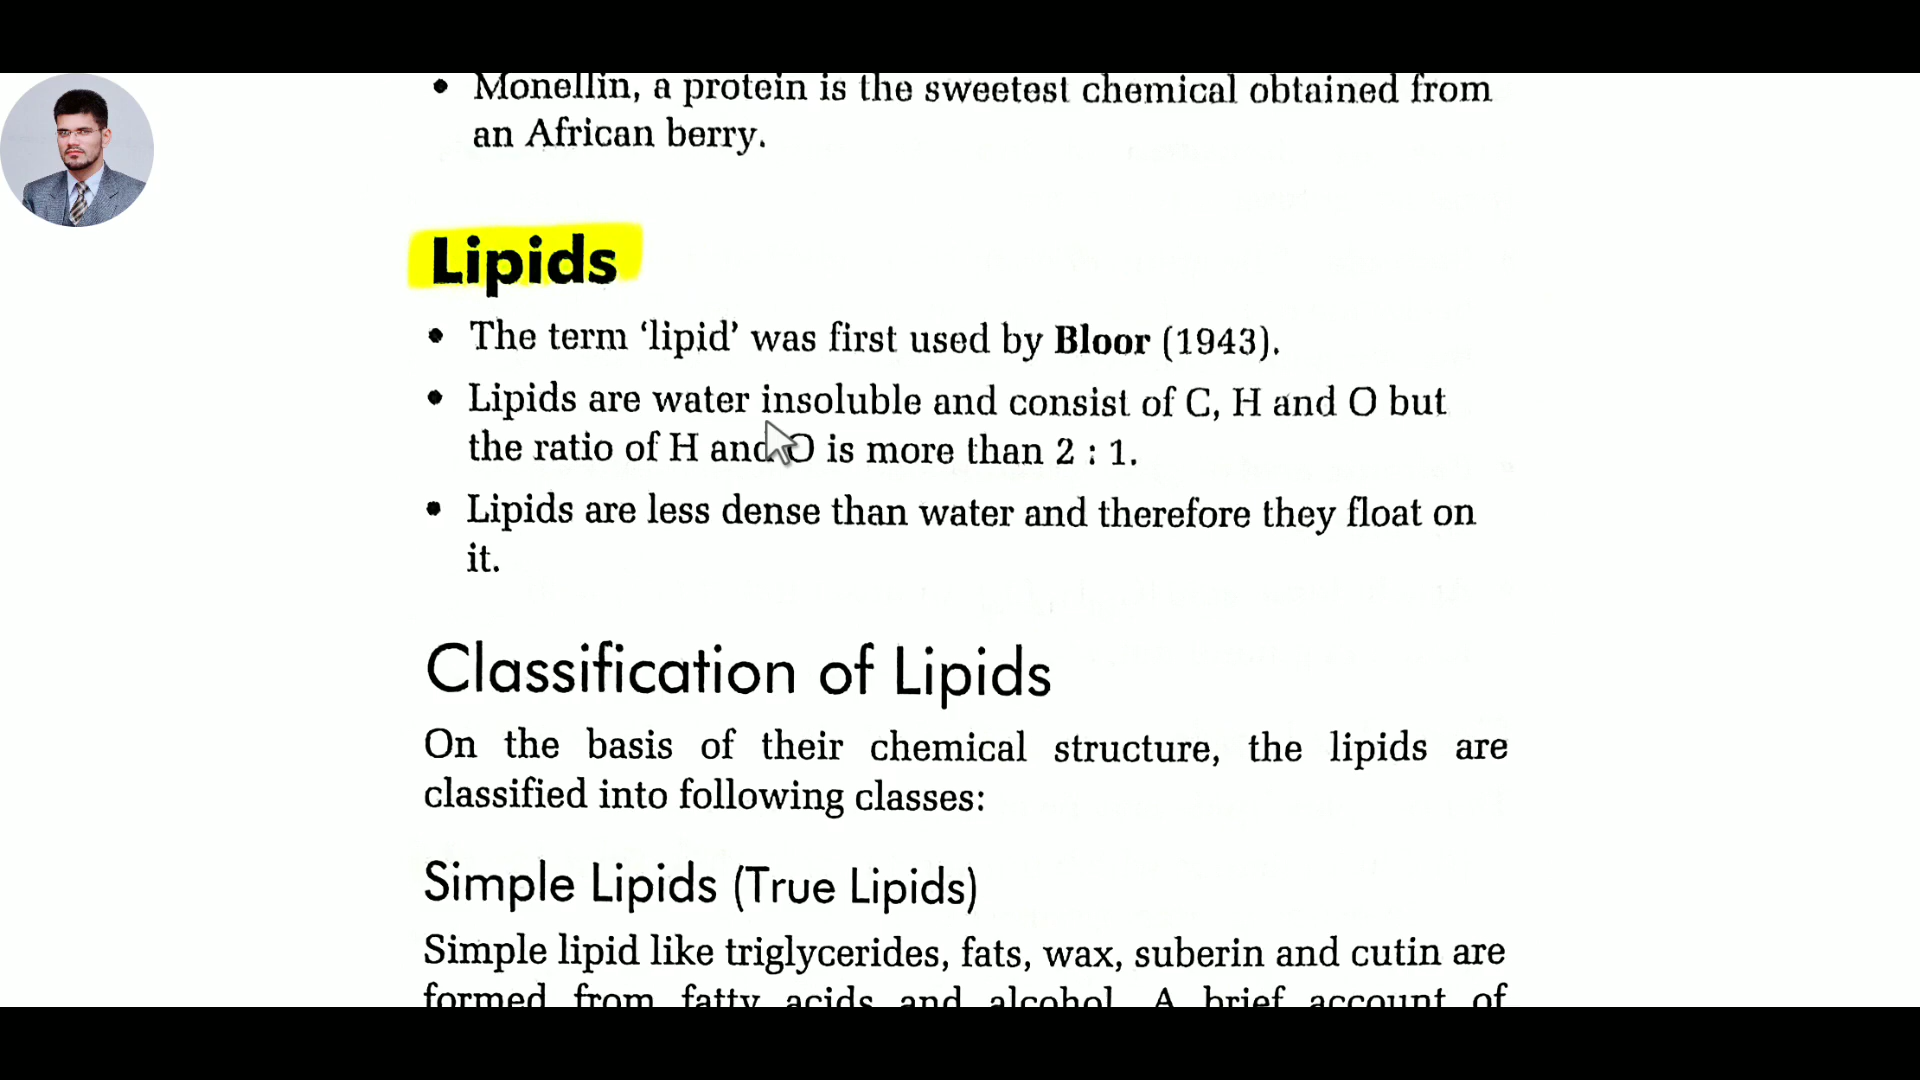 • Monellin, a protein is the sweetest chemical obtained from
an African berry.
Lipids
• The term ‘lipid’ was first used by Bloor (1943).
• Lipids are water insoluble and consist of C, H and O but
the ratio of H and O is more than 2 : 1.
• Lipids are less dense than water and therefore they float on
it.
Classification of Lipids
On the basis of their chemical structure, the lipids are
classified into following classes:
Simple Lipids (True Lipids)
Simple lipid like triglycerides, fats, wax, suberin and cutin are
formed from fatty acids and alcohol. A brief account of